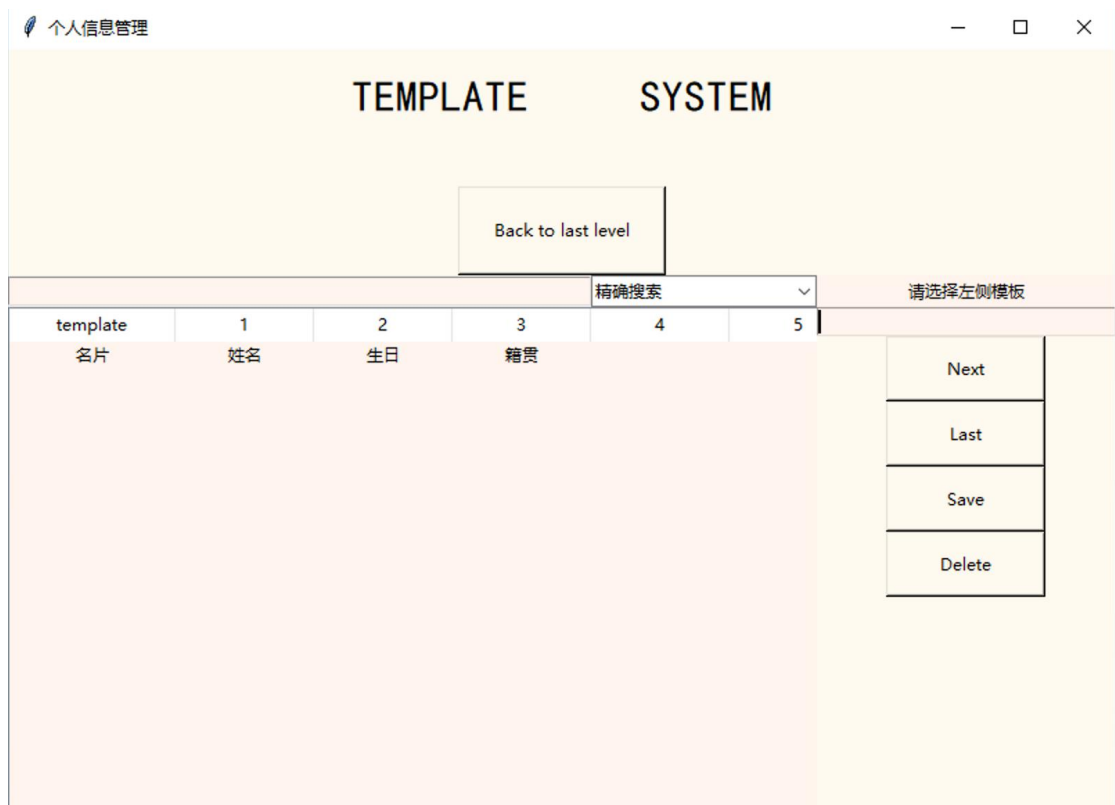 个人信息管理
TEMPLATE SYSTEM
Back to last level
精确搜索 请选择左侧模板
template 1 2 3 4 5
名片 姓名 生日 籍贯
Next
Last
Save
Delete